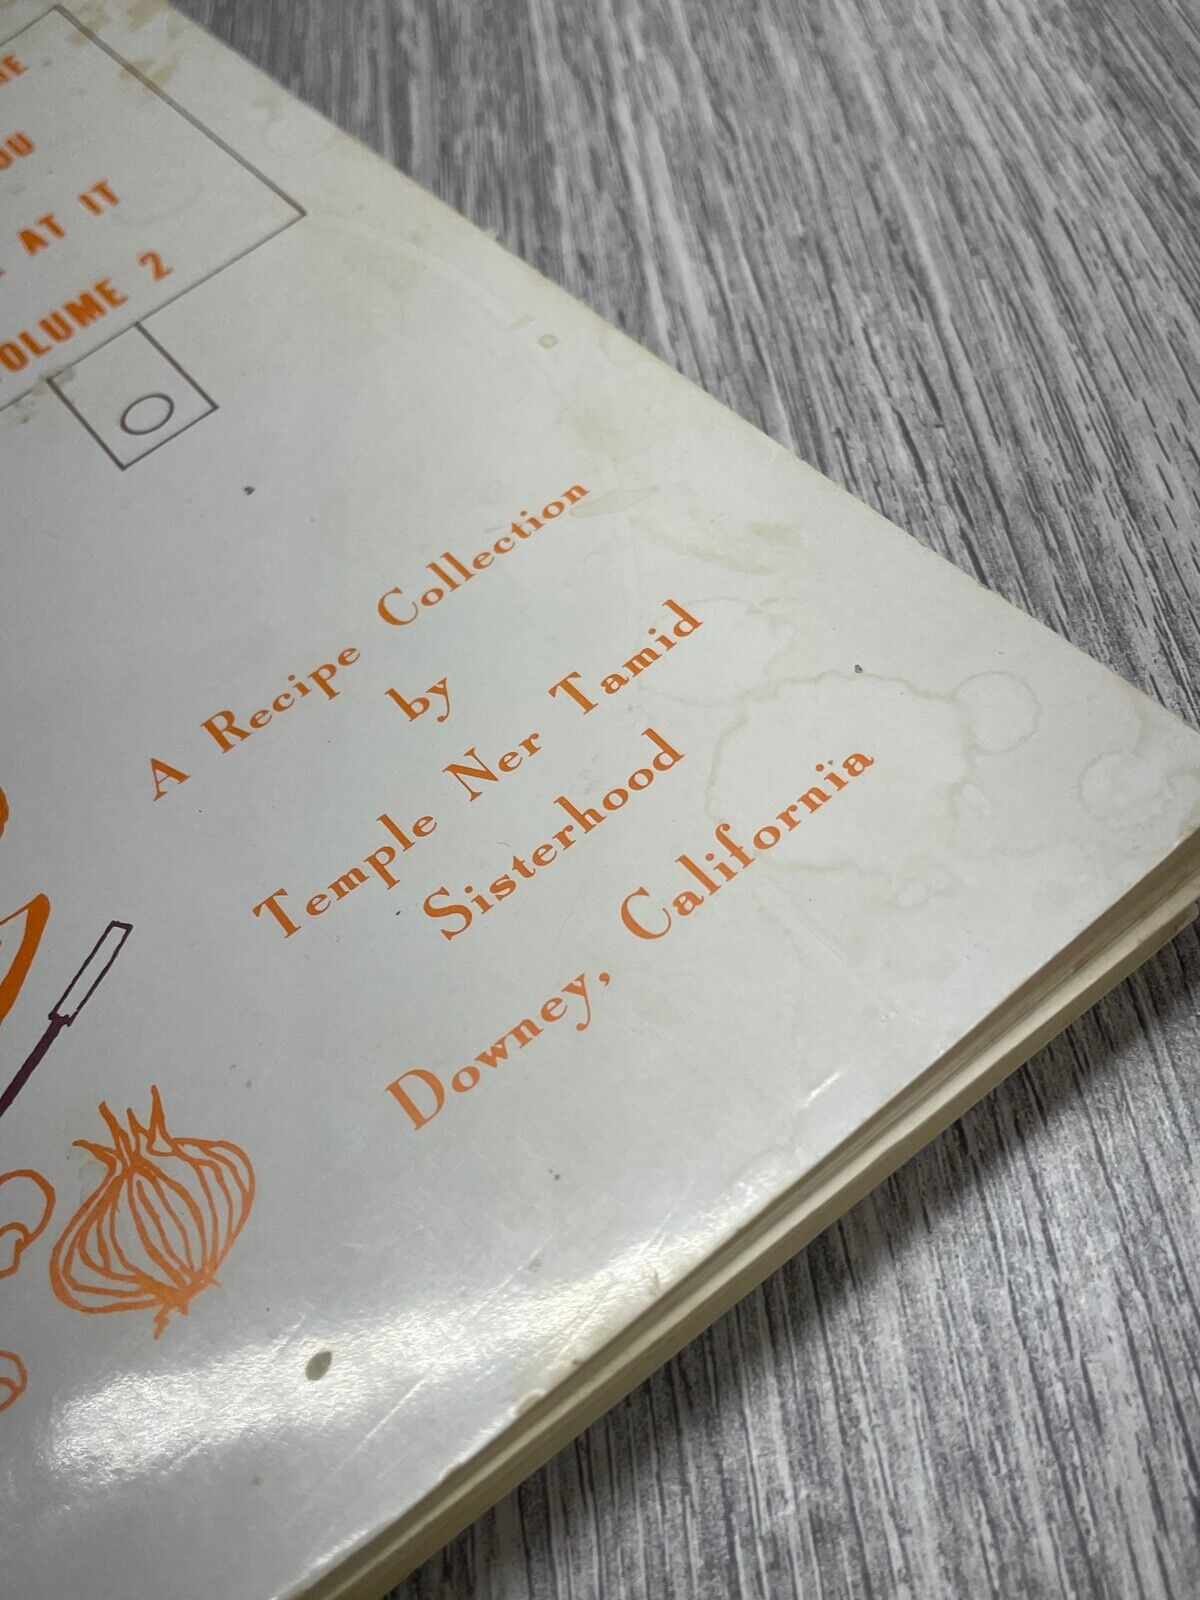 AT IT
VOLUME 2
A Recipe Collection
by
Temple Ner Tamid
Sisterhood
Downey, California